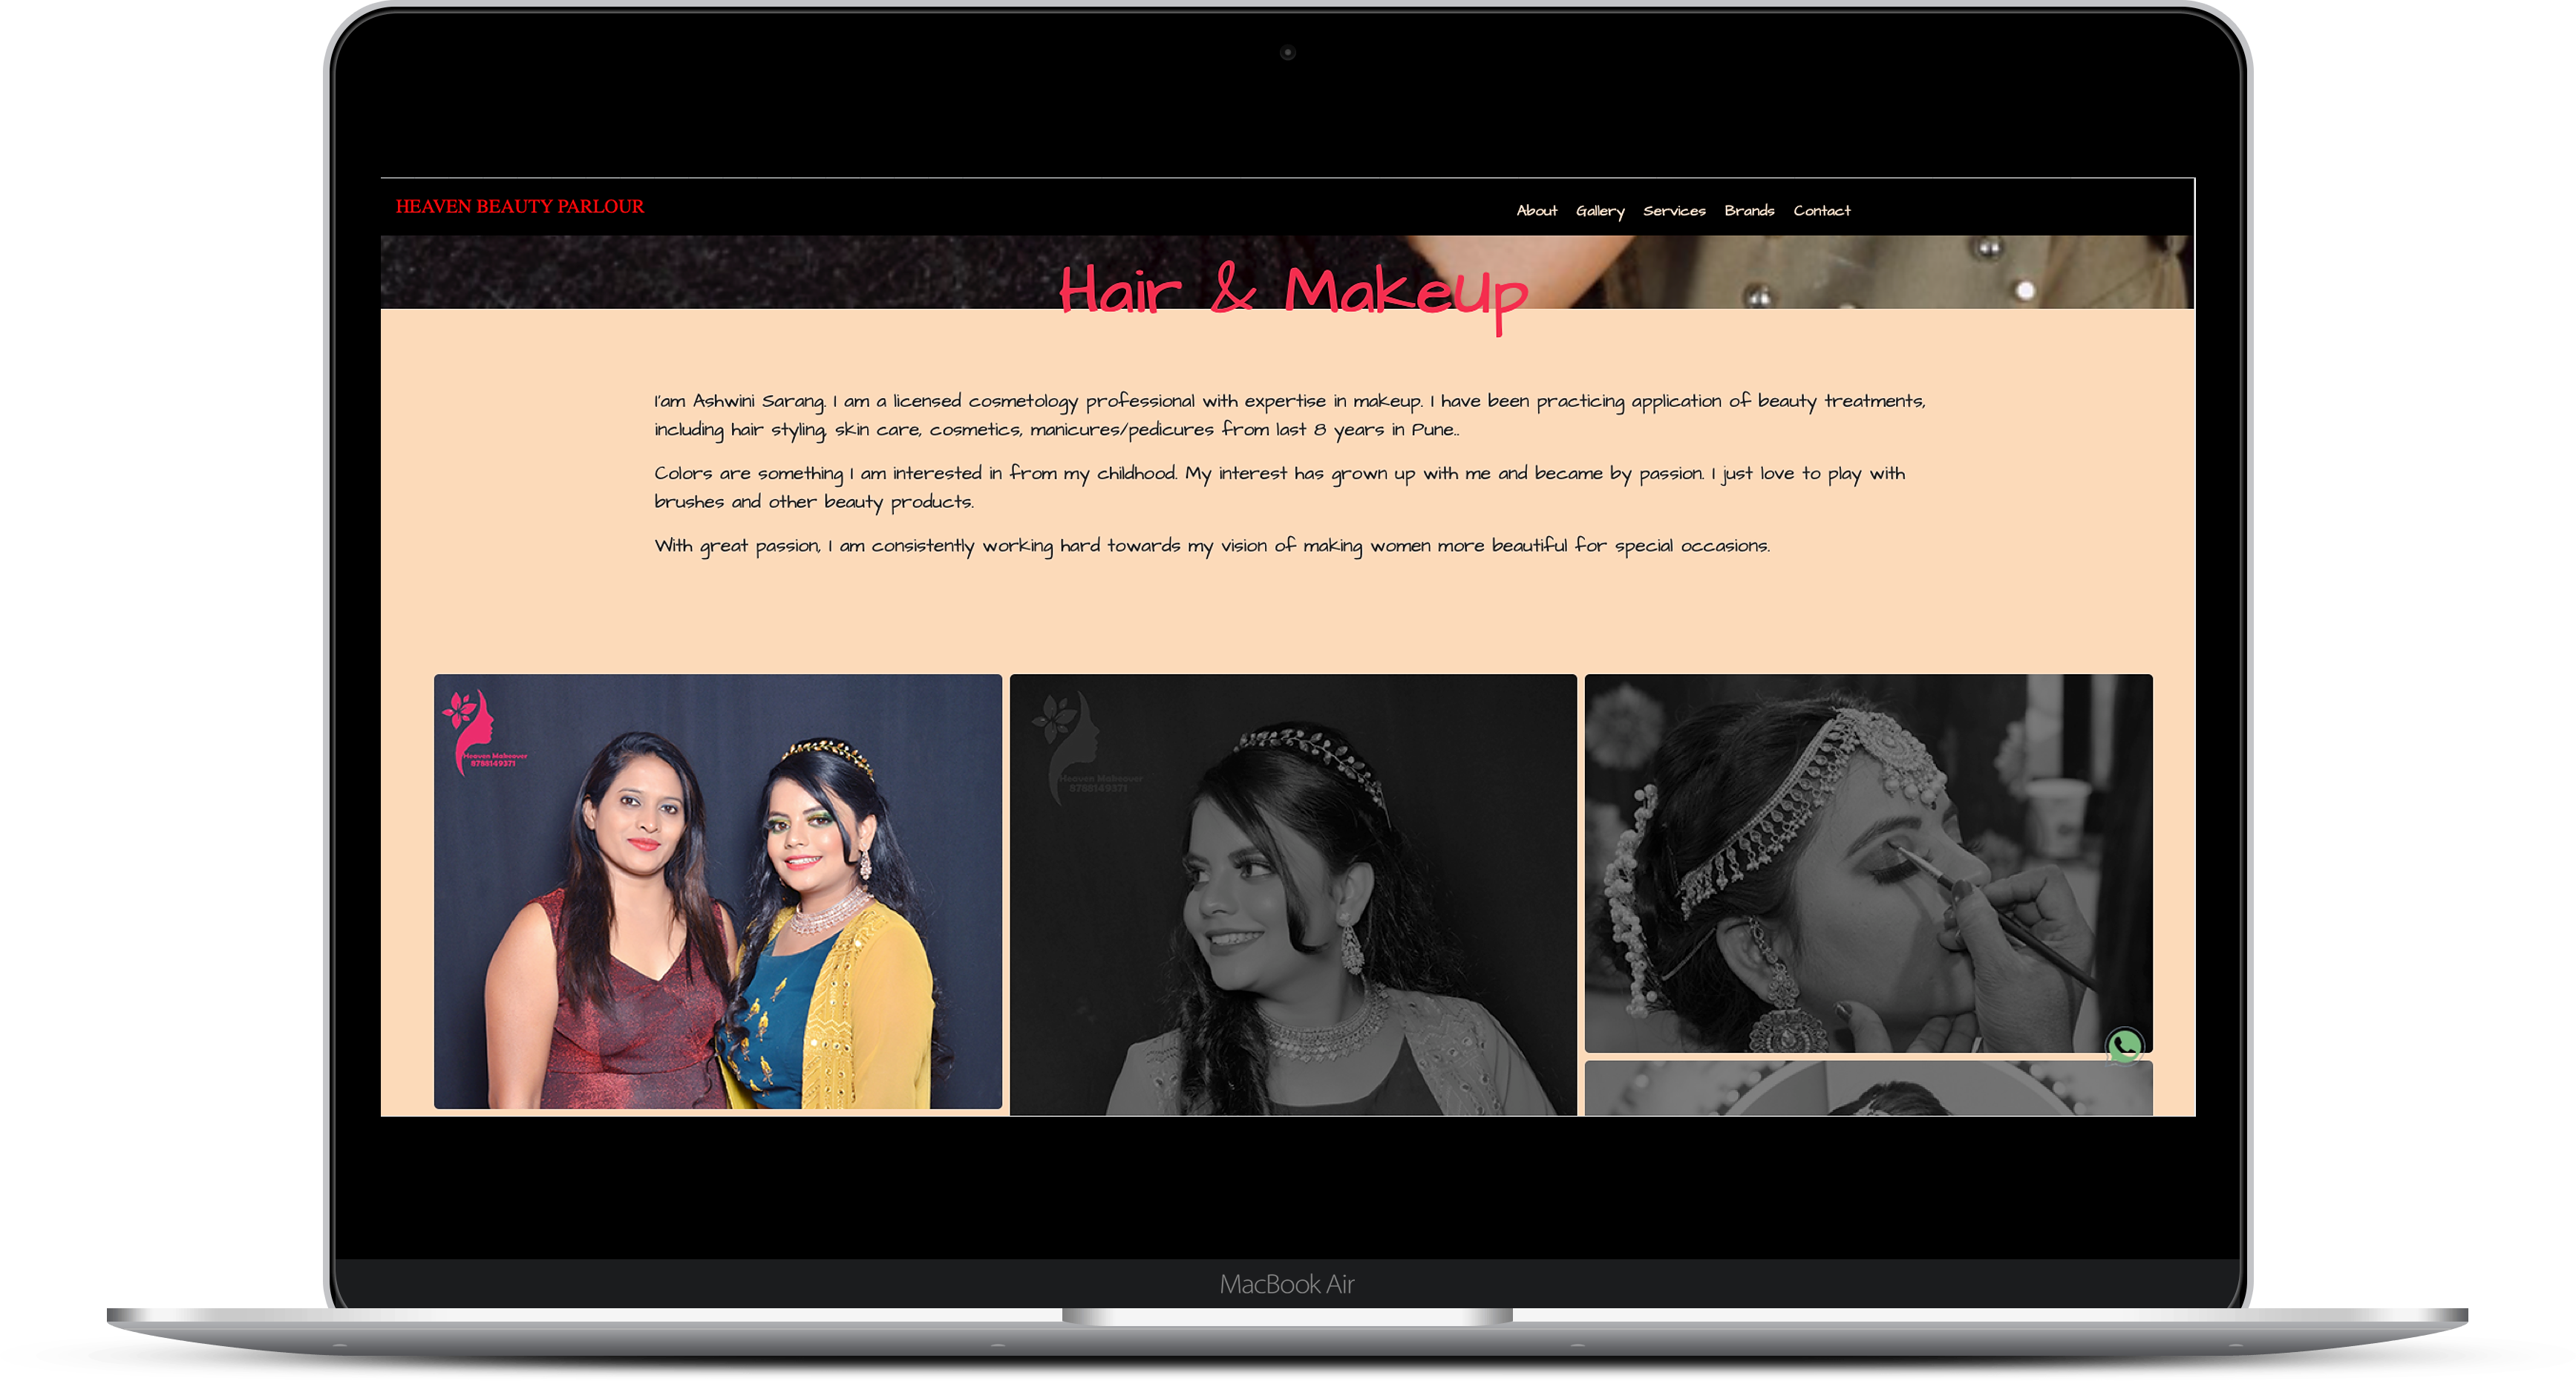 HEAVEN BEAUTY PARLOUR
About Gallery Services Brands Contact
Hair & MakeUp
I'am Ashwini Sarang. I am a licensed cosmetology professional with expertise in makeup. I have been practicing application of beauty treatments,
including hair styling, skin care, cosmetics, manicures/pedicures from last 8 years in Pune..
Colors are something I am interested in from my childhood. My interest has grown up with me and became by passion. I just love to play with
brushes and other beauty products.
With great passion, I am consistently working hard towards my vision of making women more beautiful for special occasions.
Heaven Makeover
8788149371
Heaven Makeover
8788149371
MacBook Air